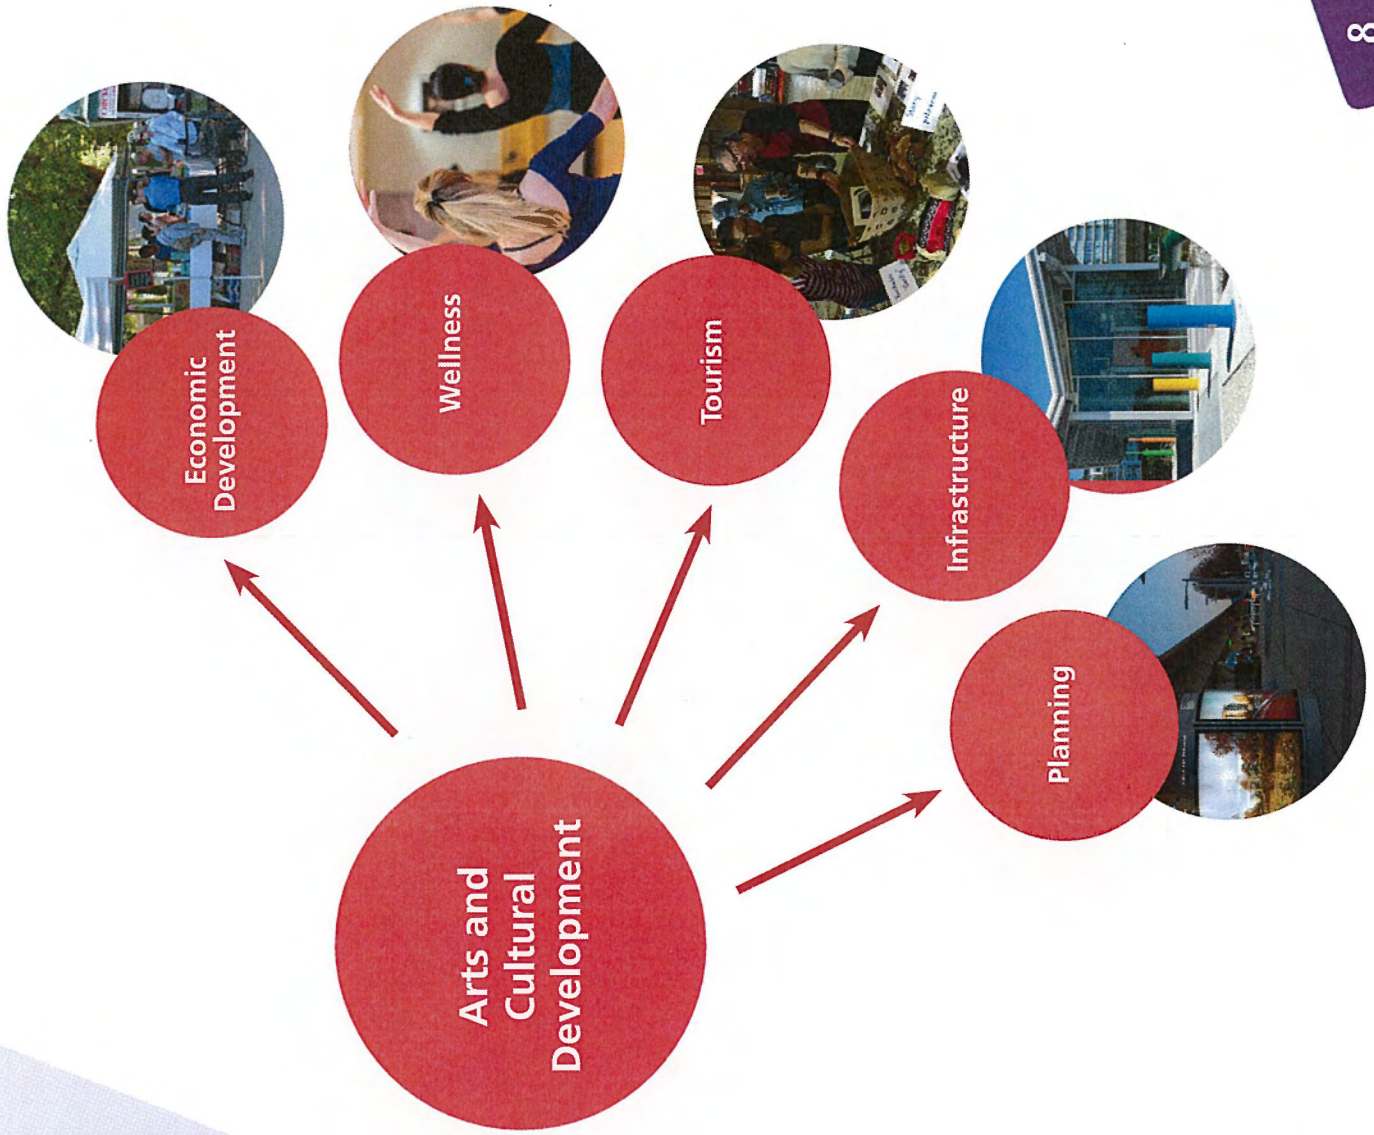 Arts and
Cultural
Development
Economic
Development
Wellness
Tourism
Infrastructure
Planning
8